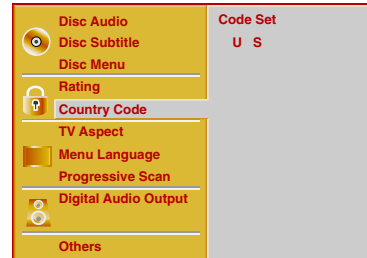 Disc Audio
Disc Subtitle
Disc Menu
Rating
Country Code
TV Aspect
Menu Language
Progressive Scan
Digital Audio Output
Others
Code Set
U S